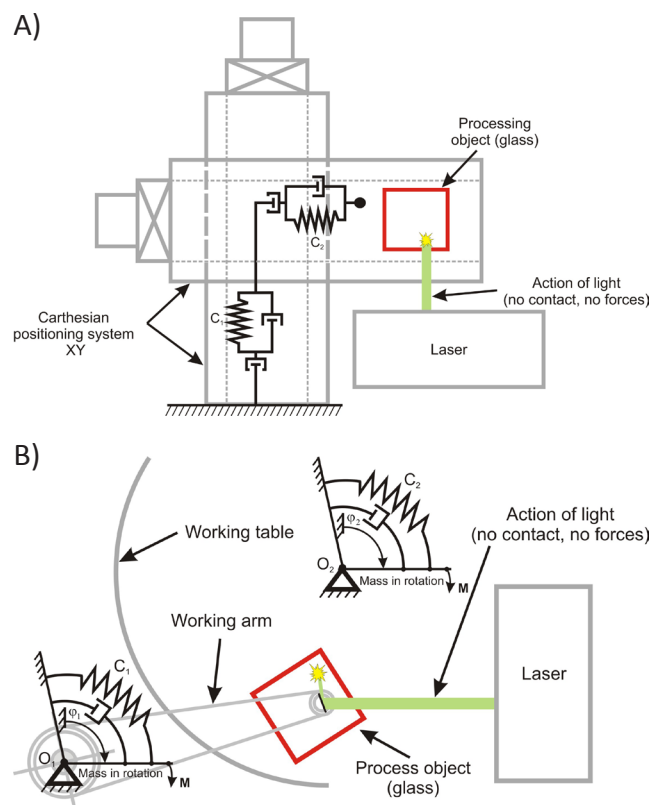 A)
Processing
object (glass)
C2
C1
Action of light
(no contact, no forces)
Carthesian
positioning system
XY
Laser
B)
C2
φ2
Action of light
(no contact, no forces)
Working table
O2
Mass in rotation
M
Working arm
C1
Laser
φ1
O1
Mass in rotation
M
Process object
(glass)